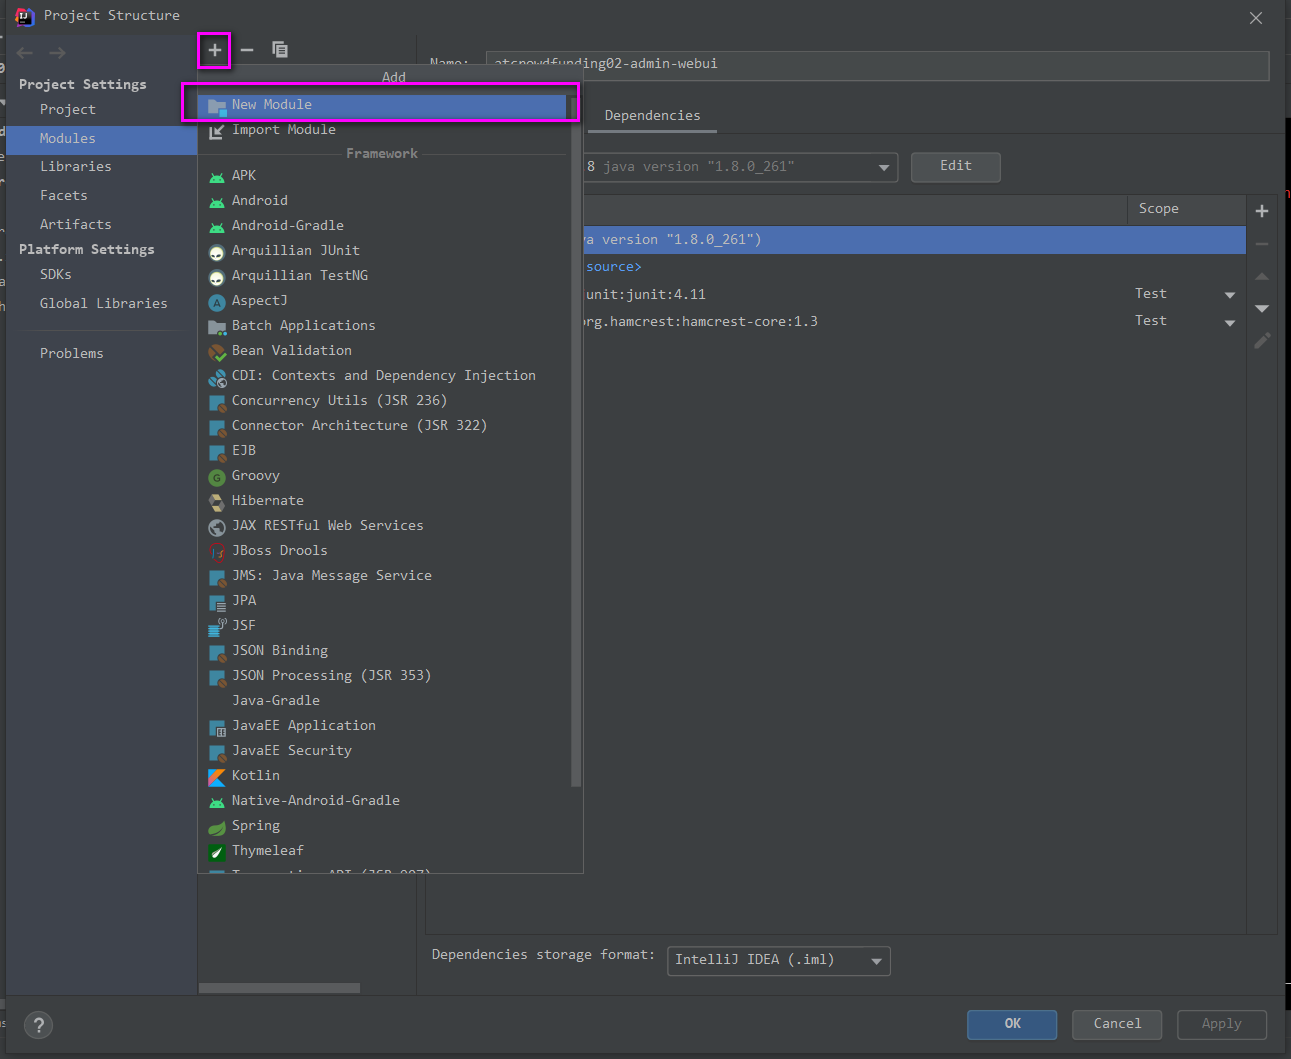 Project Structure
Name:
atcrowdfunding02-admin-webui
Add
Project Settings
Project
Modules
Libraries
Facets
Artifacts
Platform Settings
SDKs
Global Libraries
Problems
New Module
Import Module
Framework
APK
Android
Android-Gradle
Arquillian JUnit
Arquillian TestNG
AspectJ
Batch Applications
Bean Validation
CDI: Contexts and Dependency Injection
Concurrency Utils (JSR 236)
Connector Architecture (JSR 322)
EJB
Groovy
Hibernate
JAX RESTful Web Services
JBoss Drools
JMS: Java Message Service
JPA
JSF
JSON Binding
JSON Processing (JSR 353)
Java-Gradle
JavaEE Application
JavaEE Security
Kotlin
Native-Android-Gradle
Spring
Thymeleaf
Dependencies
8 java version "1.8.0_261"
Edit
Scope
va version "1.8.0_261")
source>
unit:junit:4.11
Test
org.hamcrest:hamcrest-core:1.3
Test
Dependencies storage format:
IntelliJ IDEA (.iml)
?
OK
Cancel
Apply